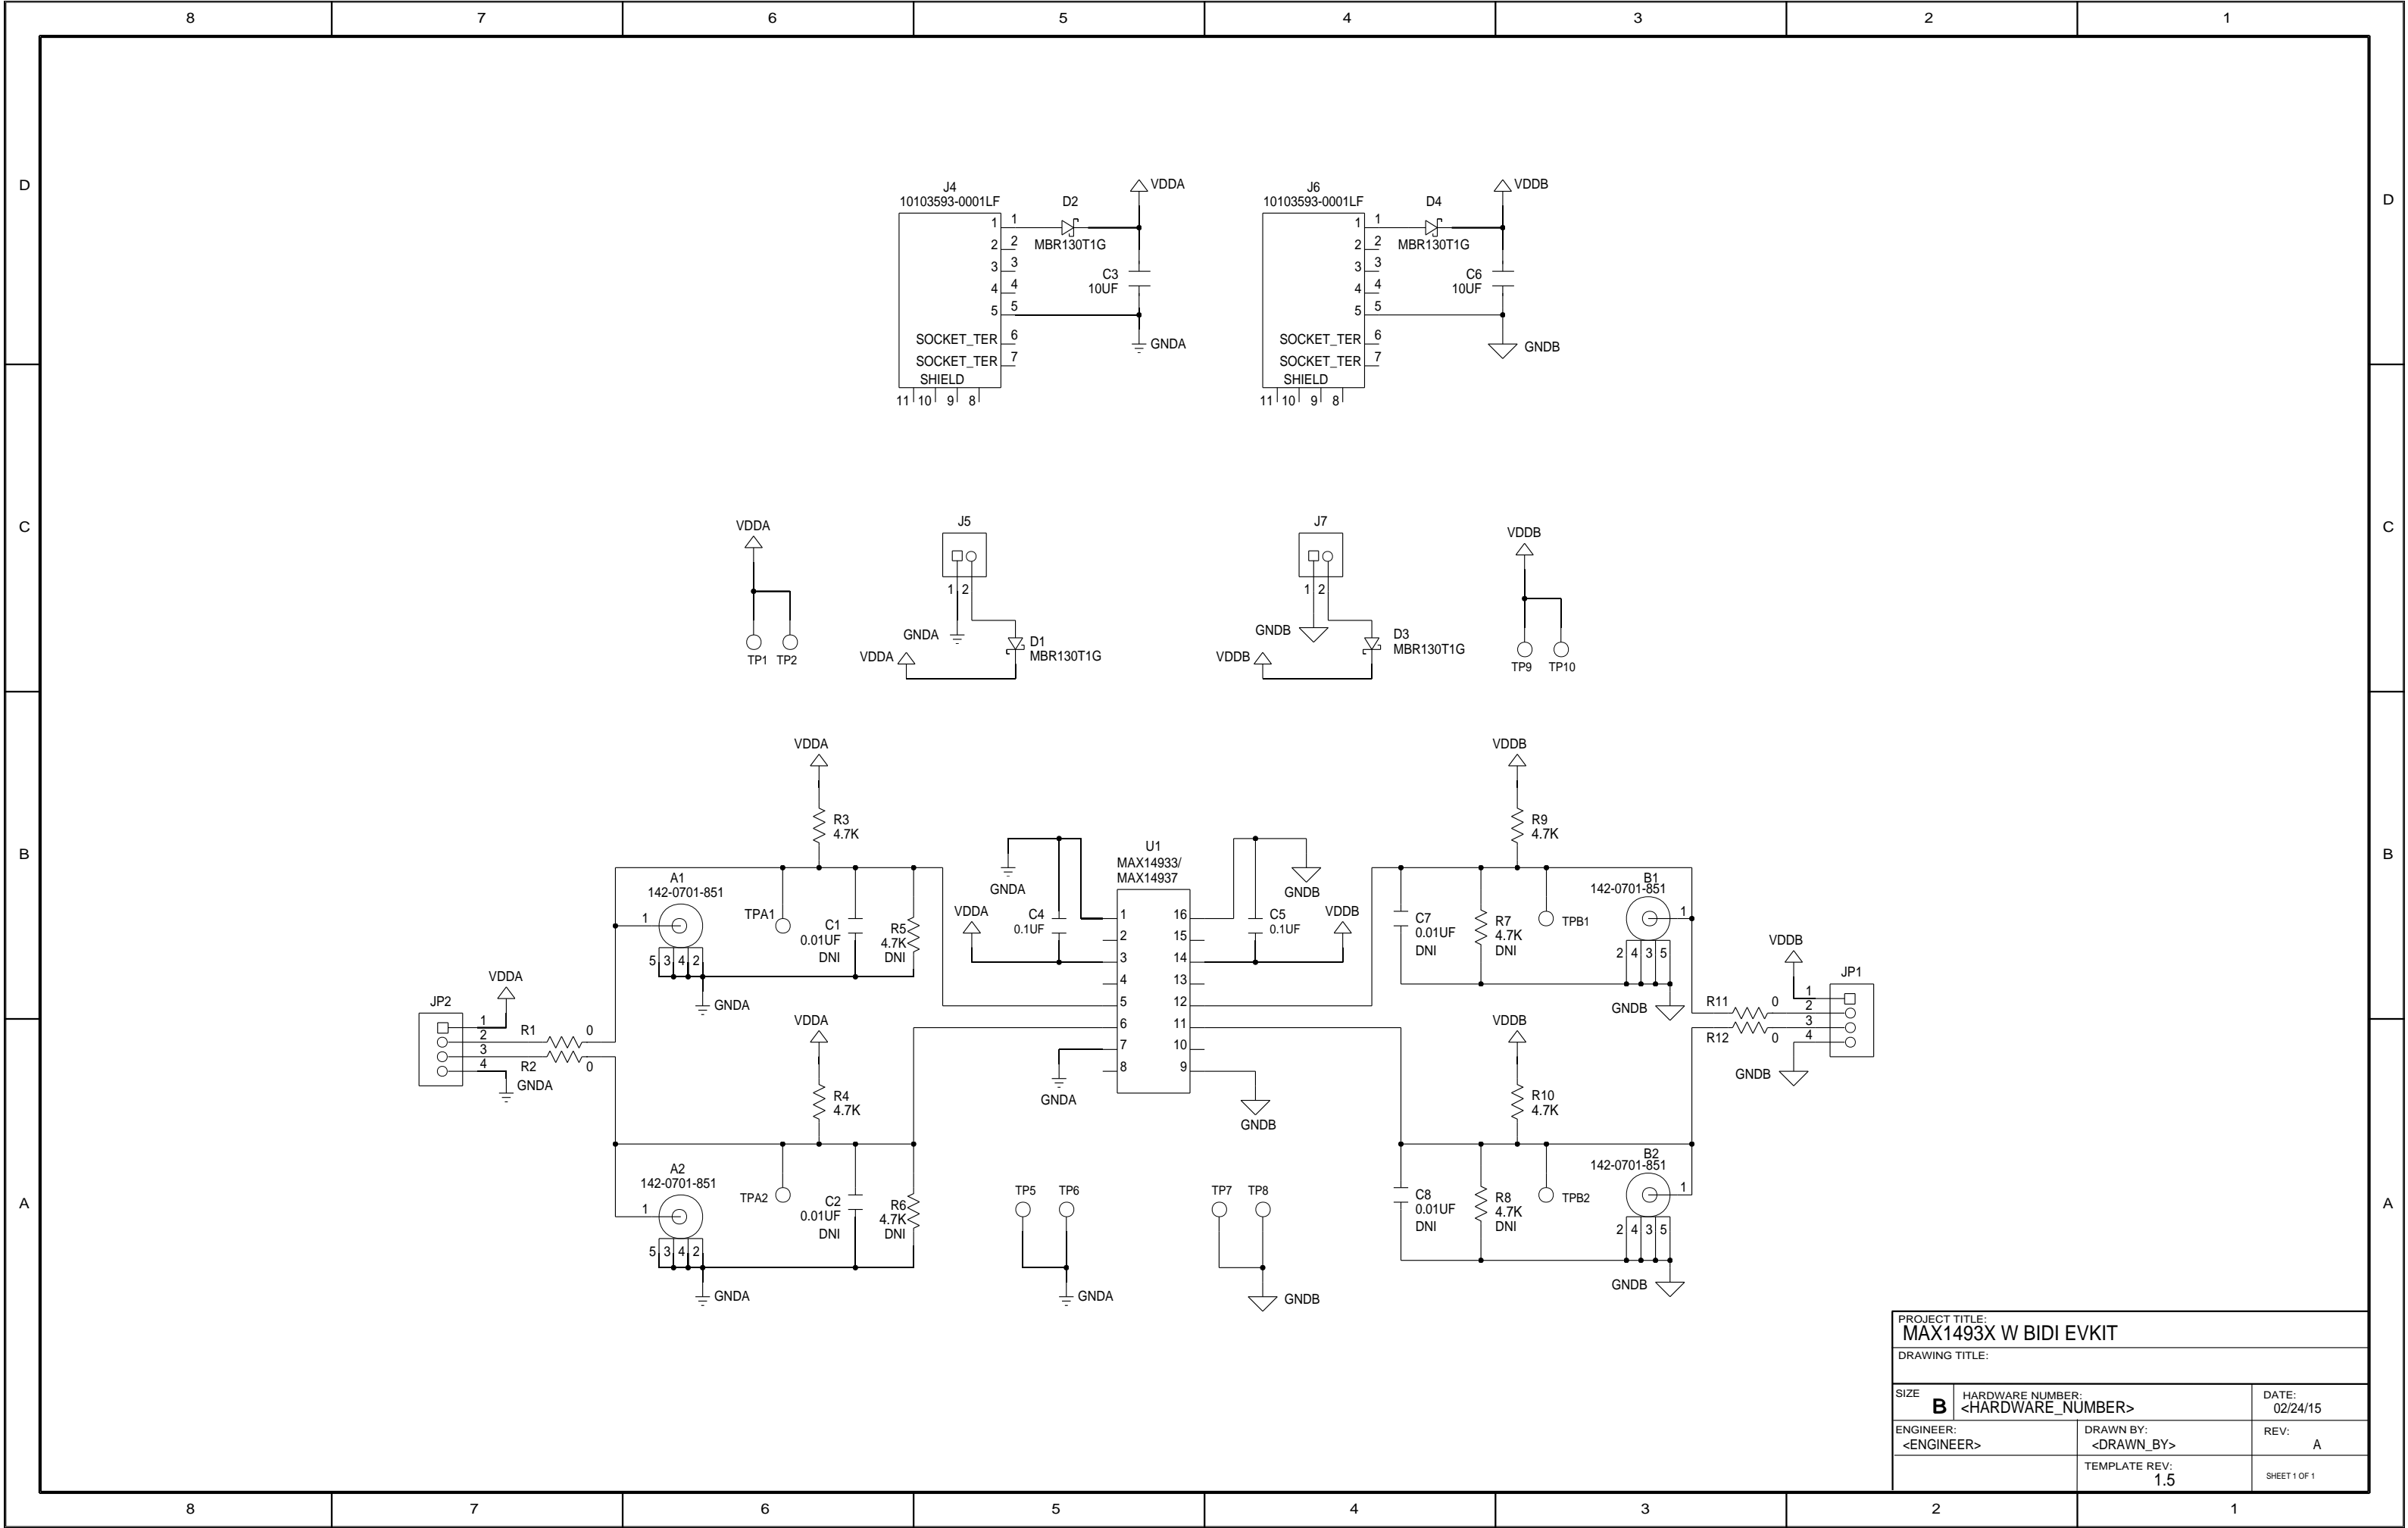 8 7 6 5 4 3 2 1
D
D
C
C
B
B
A
A
J4
10103593-0001LF
1 1
2 2
3 3
4 4
5 5
SOCKET_TER 6
SOCKET_TER 7
SHIELD
11 10 9 8
D2
MBR130T1G
VDDA
C3
10UF
GNDA
J6
10103593-0001LF
1 1
2 2
3 3
4 4
5 5
SOCKET_TER 6
SOCKET_TER 7
SHIELD
11 10 9 8
D4
MBR130T1G
VDDB
C6
10UF
GNDB
VDDA
TP1 TP2
J5
1 2
GNDA
VDDA
D1
MBR130T1G
J7
1 2
GNDB
VDDB
D3
MBR130T1G
VDDB
TP9 TP10
JP2
1
2
3
4
VDDA
R1 0
R2 0
GNDA
VDDA
R3
4.7K
A1
142-0701-851
1
5 3 4 2
TPA1
C1
0.01UF
DNI
R5
4.7K
DNI
GNDA
VDDA
R4
4.7K
A2
142-0701-851
1
5 3 4 2
TPA2
C2
0.01UF
DNI
R6
4.7K
DNI
GNDA
GNDA
VDDA
C4
0.1UF
U1
MAX14933/
MAX14937
1 16
2 15
3 14
4 13
5 12
6 11
7 10
8 9
GNDA
GNDB
C5
0.1UF
VDDB
GNDB
TP5 TP6
GNDA
TP7 TP8
GNDB
VDDB
R9
4.7K
C7
0.01UF
DNI
R7
4.7K
DNI
TPB1
B1
142-0701-851
1
2 4 3 5
GNDB
VDDB
R10
4.7K
C8
0.01UF
DNI
R8
4.7K
DNI
TPB2
B2
142-0701-851
1
2 4 3 5
GNDB
VDDB
JP1
1
2
3
4
R11 0
R12 0
GNDB
PROJECT TITLE:
MAX1493X W BIDI EVKIT
DRAWING TITLE:
SIZE
B
HARDWARE NUMBER:
<HARDWARE_NUMBER>
DATE:
02/24/15
ENGINEER:
<ENGINEER>
DRAWN BY:
<DRAWN_BY>
REV:
A
TEMPLATE REV:
1.5
SHEET 1 OF 1
8 7 6 5 4 3 2 1